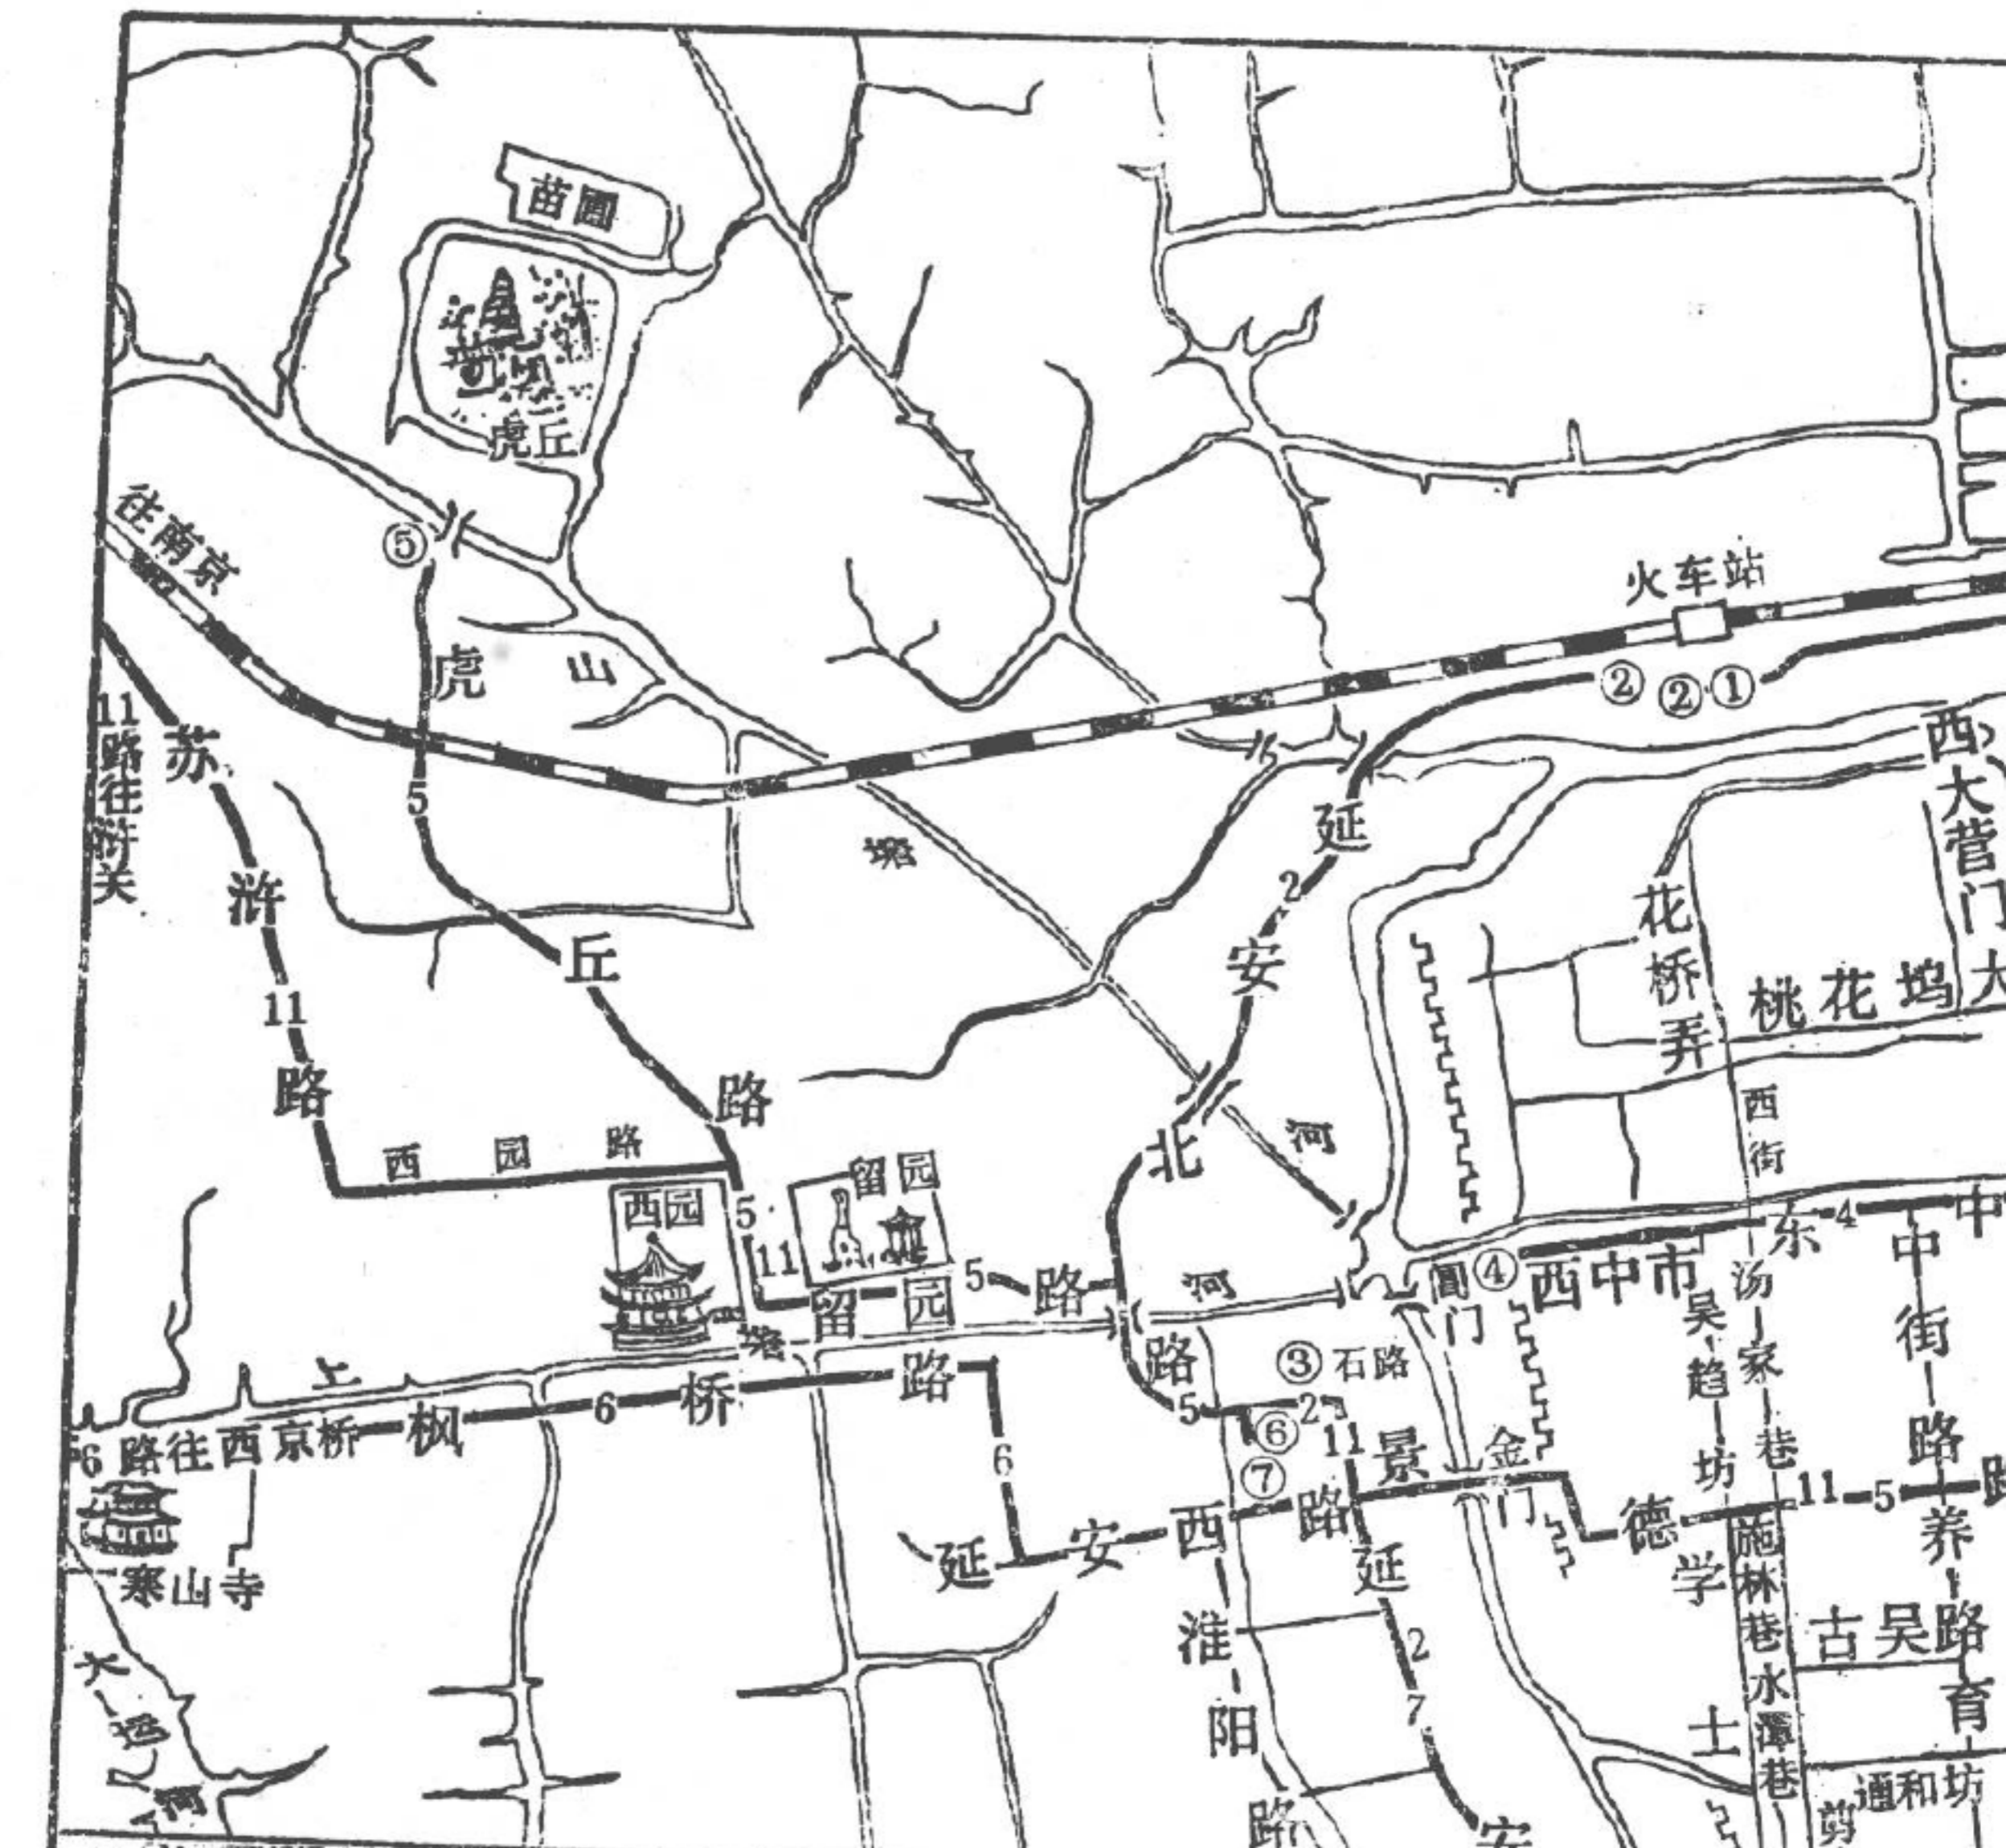 苗圃
虎丘
往南京
⑤
火车站
②
②①
虎
山
11路往浒关
苏
浒
11
路
5
丘
路
塘
河
延
2
安
北
路
西大营门
花桥弄
桃花坞大
西街
西园路
西园
5
11
留园
留园
5
路
塘
河
上
④
西中市
东
4
中
中街路
门
③石路
吴趋坊
汤家巷
6路往西京桥
枫
6
桥
路
6
5
2
⑥
⑦
11
景
金门
德
11
5
路
寒山寺
延安西路
延
2
7
安
淮阳路
学
士
施林巷
水潭巷
养育
古吴路
通和坊
剪
大运河